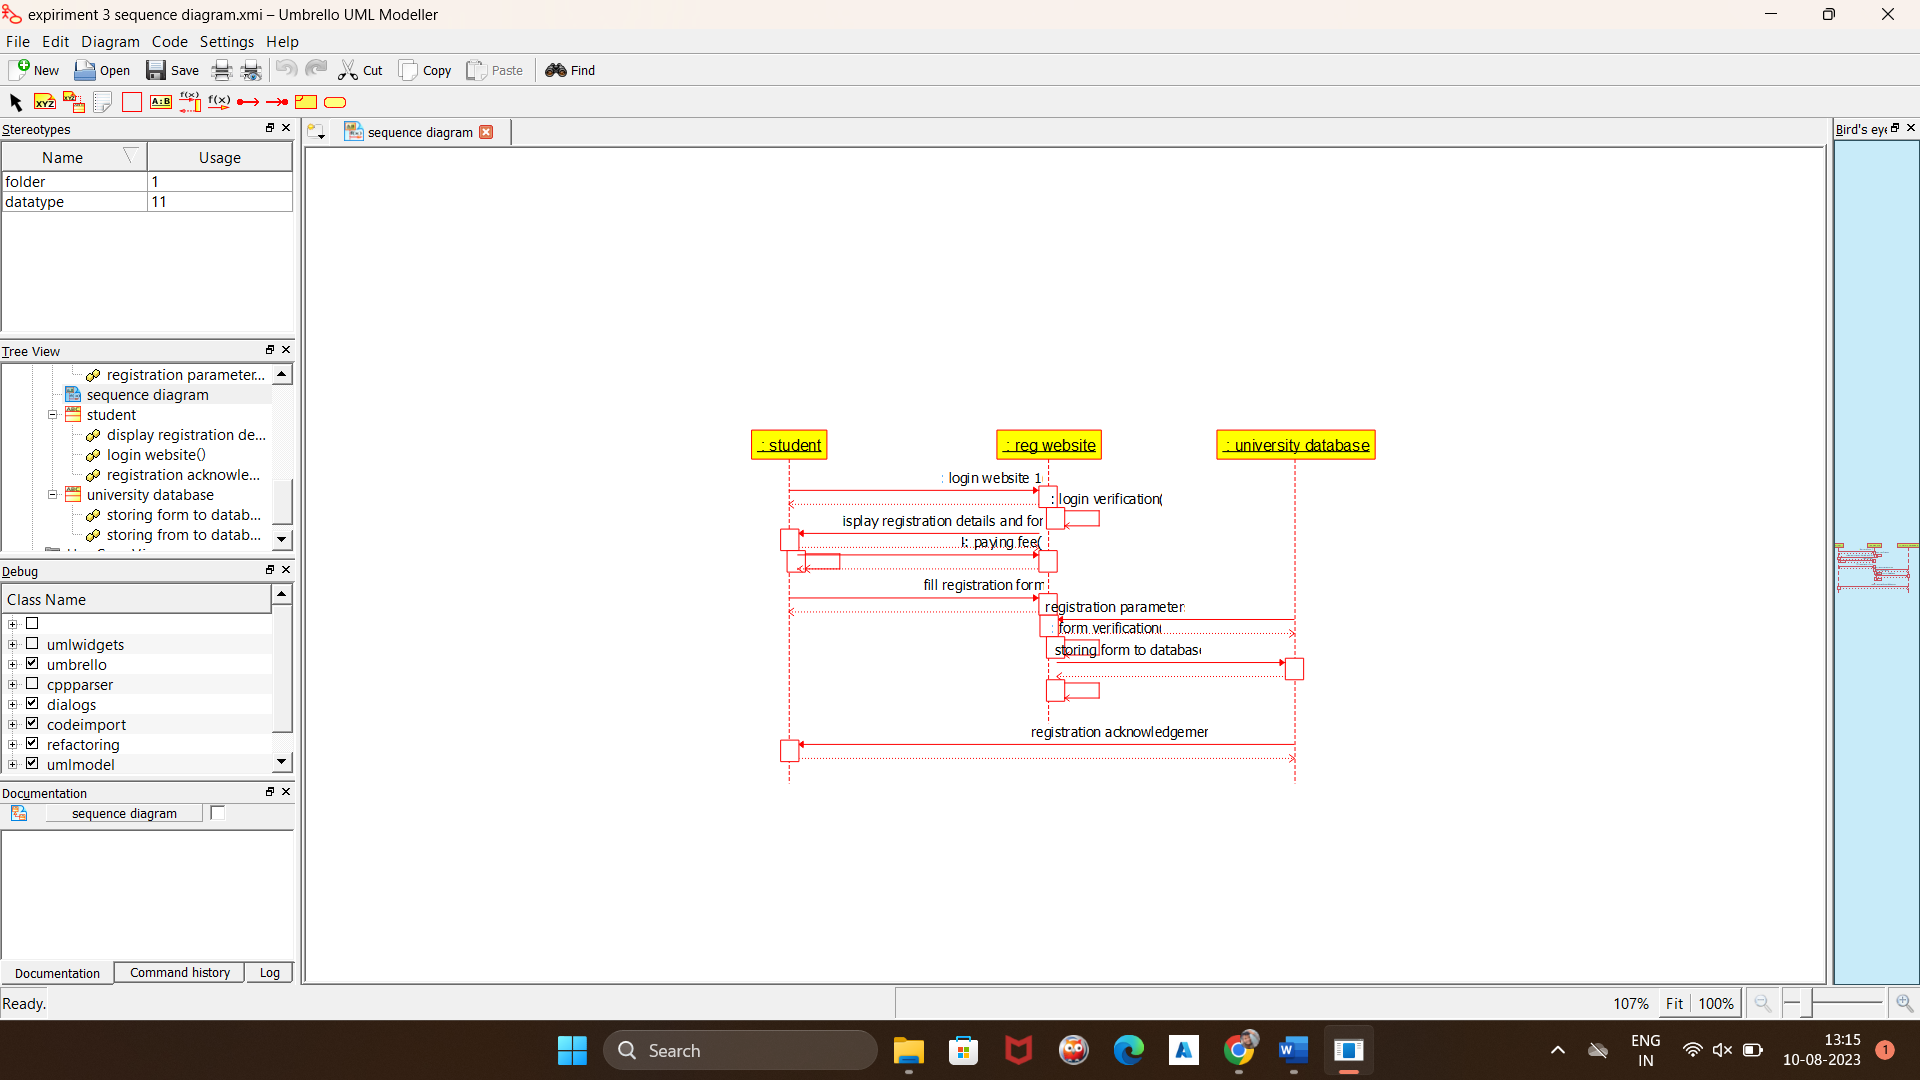 expiriment 3 sequence diagram.xmi – Umbrello UML Modeller
File Edit Diagram Code Settings Help
New Open Save Cut Copy Paste Find
XYZ A:B f(x) f(x)
Stereotypes
Name Usage
folder 1
datatype 11
Tree View
registration parameter...
sequence diagram
student
display registration de...
login website()
registration acknowle...
university database
storing form to datab...
storing from to datab...
Debug
Class Name
umlwidgets
umbrello
cppparser
dialogs
codeimport
refactoring
umlmodel
Documentation
sequence diagram
Documentation Command history Log
Ready.
sequence diagram
: student : reg website : university database
: login website 1
: login verification(
isplay registration details and for
: paying fee(
fill registration form
registration parameter
form verification(
storing form to databas
registration acknowledgemer
Bird's eye
107% Fit 100%
Search
ENG
IN
13:15
10-08-2023
1